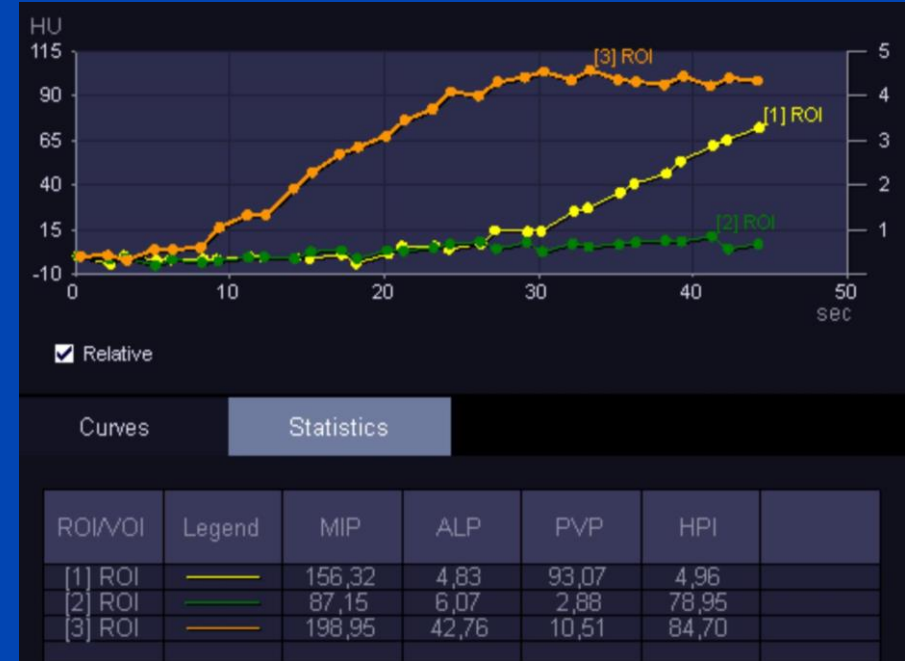 HU
115
90
65
40
15
-10
5
4
3
2
1
[3] ROI
[1] ROI
[2] ROI
0 10 20 30 40 50
sec
Relative
Curves Statistics
ROI/VOI Legend MIP ALP PVP HPI
[1] ROI 156,32 4,83 93,07 4,96
[2] ROI 87,15 6,07 2,88 78,95
[3] ROI 198,95 42,76 10,51 84,70